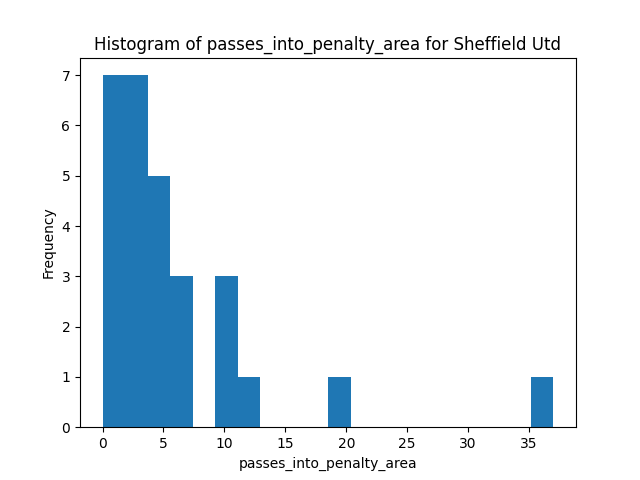 Histogram of passes_into_penalty_area for Sheffield Utd
7
6
5
4
3
2
1
0
Frequency
0 5 10 15 20 25 30 35
passes_into_penalty_area